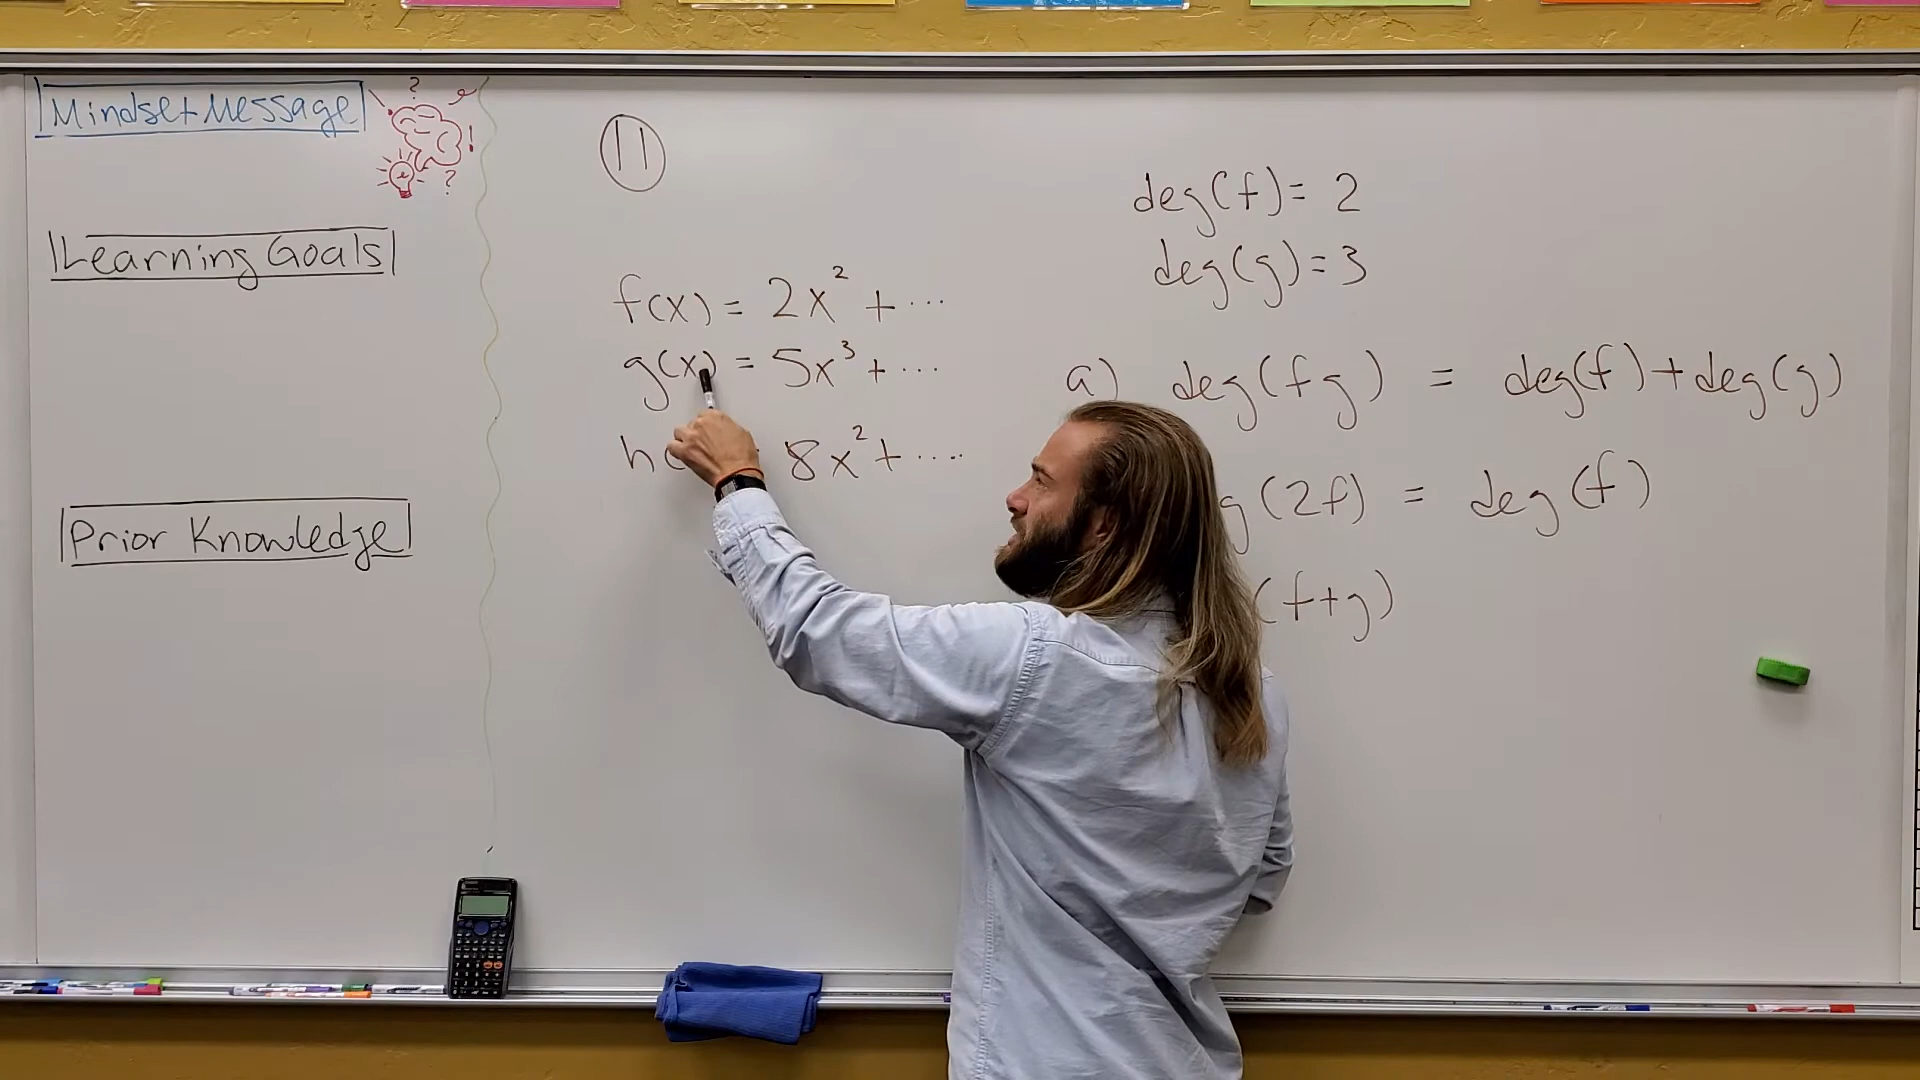 Mindset Message
? ! ?
Learning Goals
Prior Knowledge
11
f(x) = 2x² + ...
g(x) = 5x³ + ...
h( 8x² + ....
deg(f) = 2
deg(g) = 3
a) deg(fg) = deg(f) + deg(g)
g(2f) = deg(f)
(f+g)